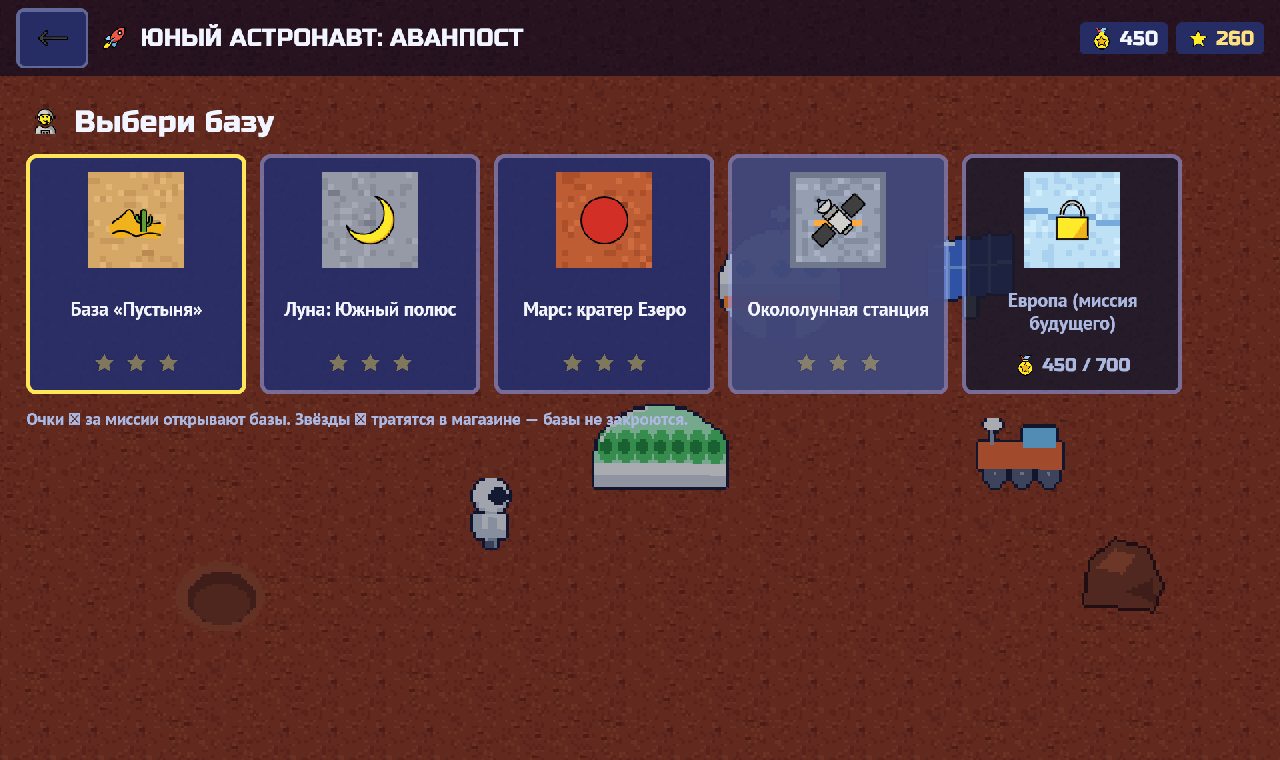 ЮНЫЙ АСТРОНАВТ: АВАНПОСТ
450
260
Выбери базу
База «Пустыня»
Луна: Южный полюс
Марс: кратер Езеро
Окололунная станция
Европа (миссия
будущего)
450 / 700
Очки за миссии открывают базы. Звёзды тратятся в магазине — базы не закроются.